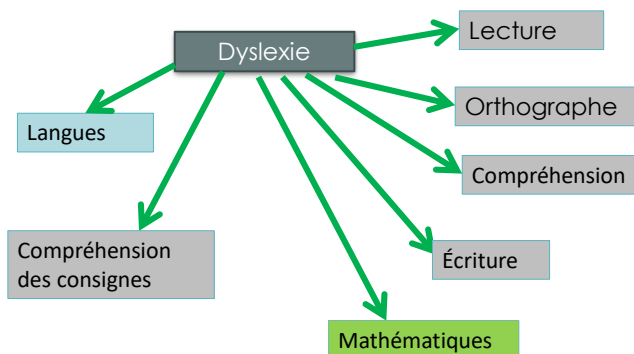 Lecture
Dyslexie
Orthographe
Langues
Compréhension
Compréhension
des consignes
Écriture
Mathématiques